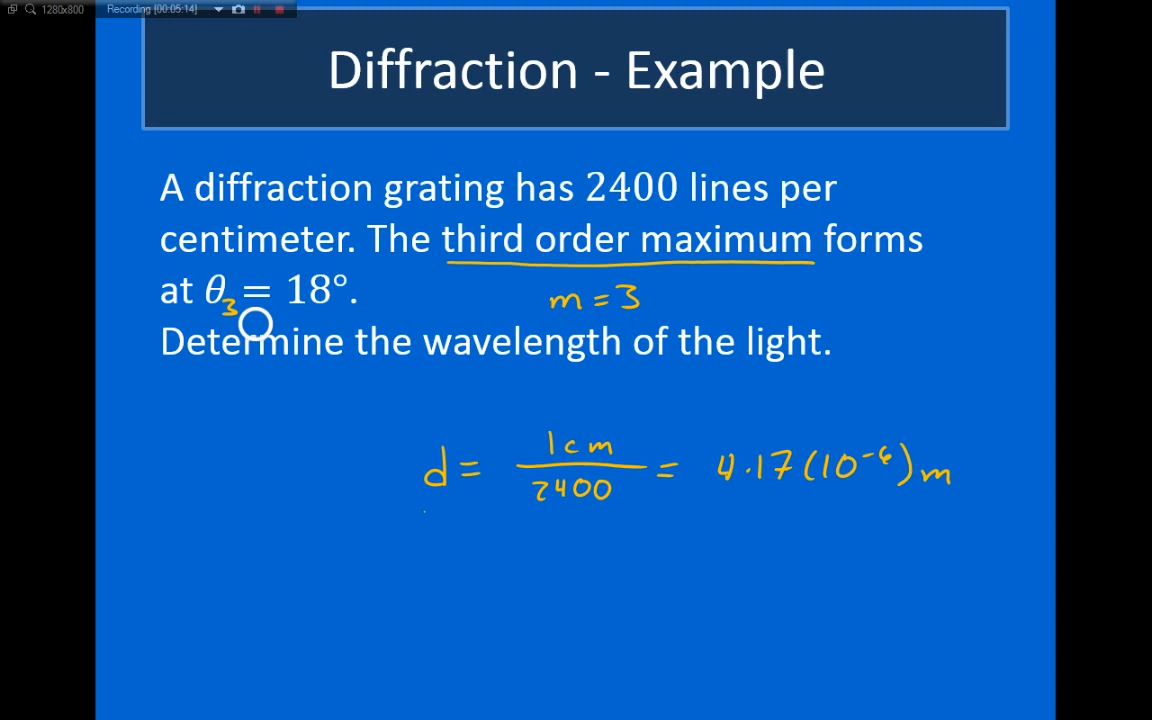 1280x800 Recording [00:05:14]
Diffraction - Example
A diffraction grating has 2400 lines per
centimeter. The third order maximum forms
at θ₃ = 18°.
m = 3
Determine the wavelength of the light.
1cm
d = ─── = 4.17(10⁻⁶)m
2400